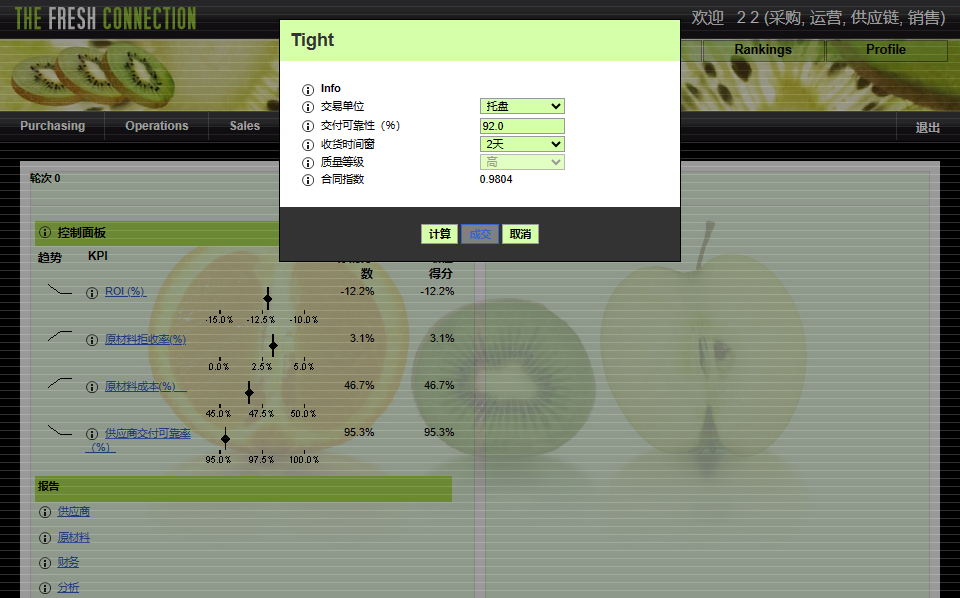 THE FRESH CONNECTION
欢迎 2 2 (采购, 运营, 供应链, 销售)
Tight
Rankings
Profile
Info
交易单位 托盘
交付可靠性（%） 92.0
收货时间窗 2天
质量等级 高
合同指数 0.9804
计算 成交 取消
Purchasing
Operations
Sales
退出
轮次 0
控制面板
趋势 KPI
数 得分
ROI (%) -15.0% -12.5% -10.0% -12.2% -12.2%
原材料拒收率(%) 0.0% 2.5% 5.0% 3.1% 3.1%
原材料成本(%) 45.0% 47.5% 50.0% 46.7% 46.7%
供应商交付可靠率
（%） 95.0% 97.5% 100.0% 95.3% 95.3%
报告
供应商
原材料
财务
分析